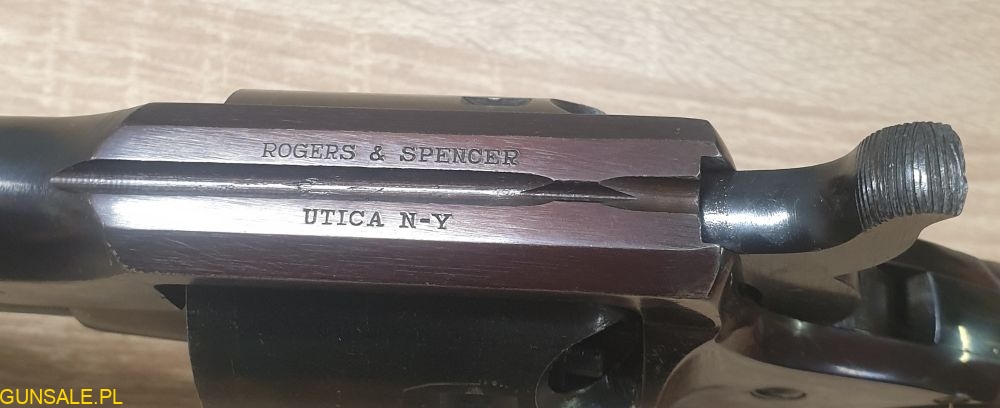 ROGERS & SPENCER
UTICA N-Y
GUNSALE.PL